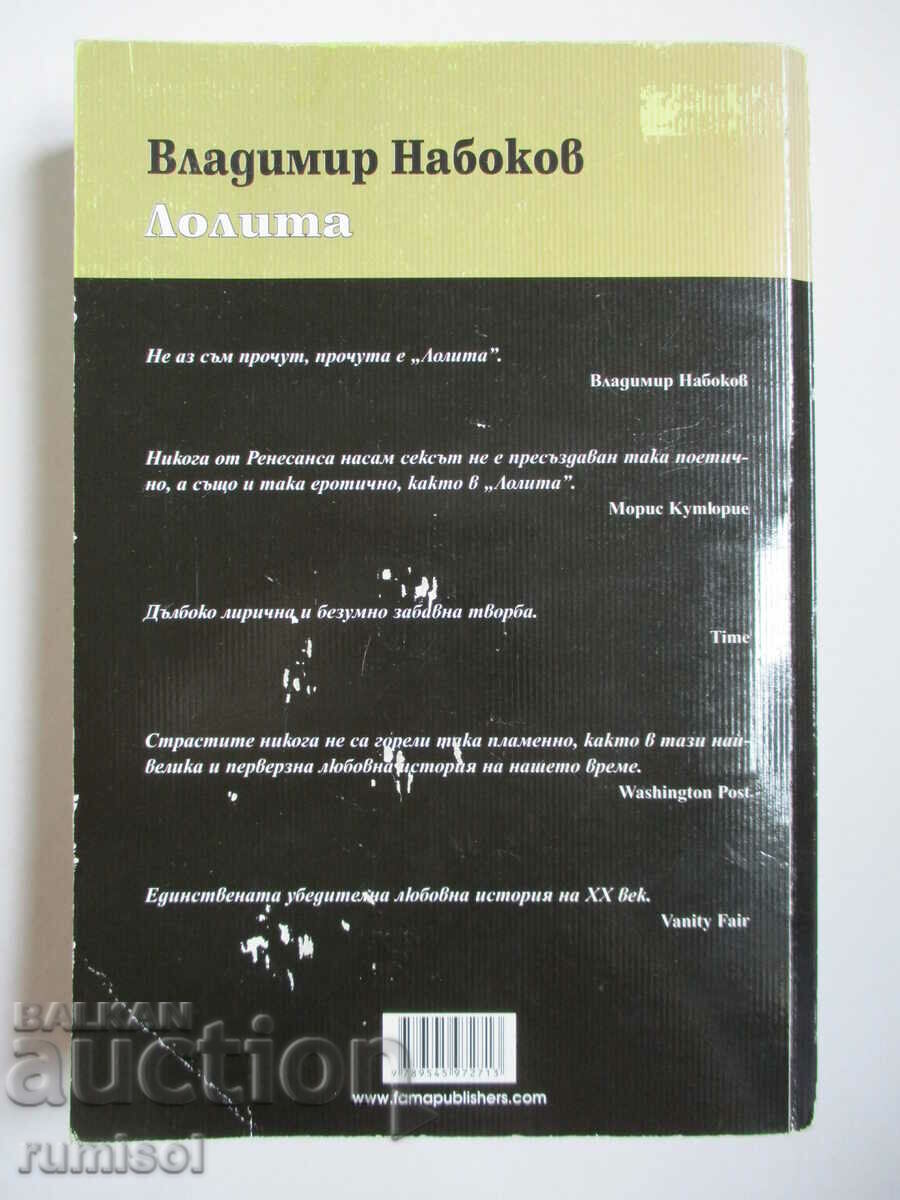 Владимир Набоков
Лолита
Не аз съм прочут, прочута е „Лолита”.
Владимир Набоков
Никога от Ренесанса насам сексът не е пресъздаван така поетич-
но, а също и така еротично, както в „Лолита”.
Морис Кутюрие
Дълбоко лирична и безумно забавна творба.
Time
Страстите никога не са горели така пламенно, както в тази най-
велика и перверзна любовна история на нашето време.
Washington Post
Единствената убедителна любовна история на XX век.
Vanity Fair
9 789545 972713
www.famapublishers.com
BALKAN
auction
rumisol